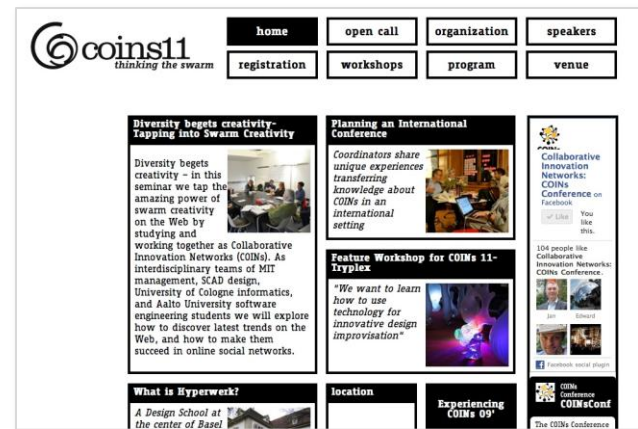 coins11
thinking the swarm
home
open call
organization
speakers
registration
workshops
program
venue
Diversity begets creativity-
Tapping into Swarm Creativity
Diversity begets
creativity – in this
seminar we tap the
amazing power of
swarm creativity
on the Web by
studying and
working together as Collaborative
Innovation Networks (COINs). As
interdisciplinary teams of MIT
management, SCAD design,
University of Cologne informatics,
and Aalto University software
engineering students we will explore
how to discover latest trends on the
Web, and how to make them
succeed in online social networks.
Planning an International
Conference
Coordinators share
unique experiences
transferring
knowledge about
COINs in an
international
setting
Feature Workshop for COINs 11-
Tryplex
"We want to learn
how to use
technology for
innovative design
improvisation"
COINs
Collaborative
Innovation
Networks:
COINs
Conference on
Facebook
Like
You
like
this.
104 people like
Collaborative
Innovation Networks:
COINs Conference.
Jan
Edward
Facebook social plugin
What is Hyperwerk?
A Design School at
the center of Basel
location
Experiencing
COINs 09'
COINs
Conference
COINsConf
The COINs Conference